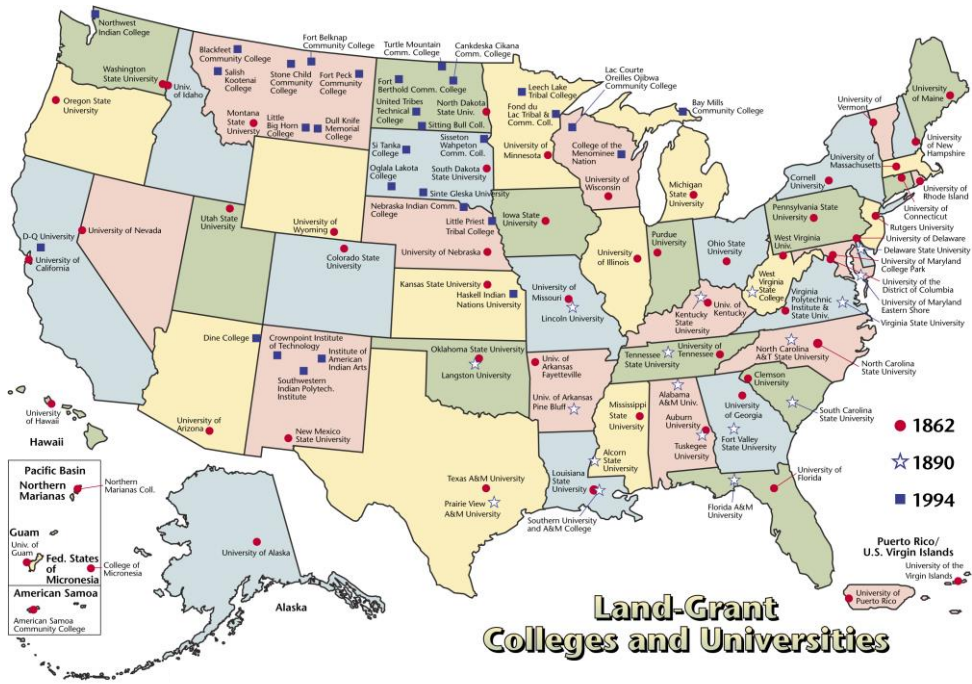 Northwest
Indian College
Washington
State University
Univ.
of Idaho
Oregon State
University
Blackfeet
Community College
Fort Belknap
Community College
Salish
Kootenai
College
Stone Child
Community
College
Fort Peck
Community
College
Montana
State
University
Little
Big Horn
College
Dull Knife
Memorial
College
Turtle Mountain
Comm. College
Cankdeska Cikana
Comm. College
Fort
Berthold Comm. College
United Tribes
Technical
College
North Dakota
State Univ.
Sitting Bull Coll.
Si Tanka
College
Sisseton
Wahpeton
Comm. Coll.
Oglala Lakota
College
South Dakota
State University
Sinte Gleska University
Nebraska Indian Comm.
College
Little Priest
Tribal College
University of Nebraska
Leech Lake
Tribal College
Fond du
Lac Tribal &
Comm. Coll.
Lac Courte
Oreilles Ojibwa
Community College
University of
Minnesota
College of the
Menominee
Nation
University of
Wisconsin
Bay Mills
Community College
Michigan
State
University
University of
Wyoming
Utah State
University
University of Nevada
D-Q University
University of
California
Colorado State
University
Kansas State University
Haskell Indian
Nations University
Iowa State
University
University
of Illinois
Purdue
University
Ohio State
University
University of
Missouri
Lincoln University
Kentucky
State
University
Univ. of
Kentucky
West Virginia
Univ.
West
Virginia
State
College
Virginia
Polytechnic
Institute &
State Univ.
Pennsylvania State
University
Cornell
University
University of
Vermont
University of Maine
University
of New
Hampshire
University of
Massachusetts
University of
Rhode Island
University of
Connecticut
Rutgers University
University of Delaware
Delaware State University
University of Maryland
College Park
University of the
District of Columbia
University of Maryland
Eastern Shore
Virginia State University
Dine College
Crownpoint Institute
of Technology
Institute of
American
Indian Arts
Southwestern
Indian Polytech.
Institute
University of
Arizona
New Mexico
State University
Oklahoma State University
Langston University
Univ. of
Arkansas
Fayetteville
Univ. of Arkansas
Pine Bluff
Tennessee State
University
University of
Tennessee
North Carolina
A&T State University
North Carolina
State University
Clemson
University
South Carolina
State University
University
of Georgia
Fort Valley
State
University
Alabama
A&M Univ.
Auburn
University
Tuskegee
University
Mississippi
State
University
Alcorn
State
University
Louisiana
State
University
Southern University
and A&M College
Texas A&M University
Prairie View
A&M University
University of
Florida
Florida A&M
University
University
of Hawaii
Hawaii
Pacific Basin
Northern
Marianas
Northern
Marianas Coll.
Guam
Univ. of
Guam
Fed. States
of
Micronesia
College of
Micronesia
American Samoa
American Samoa
Community College
University of Alaska
Alaska
1862
1890
1994
Puerto Rico/
U.S. Virgin Islands
University of the
Virgin Islands
University of
Puerto Rico
Land-Grant
Colleges and Universities